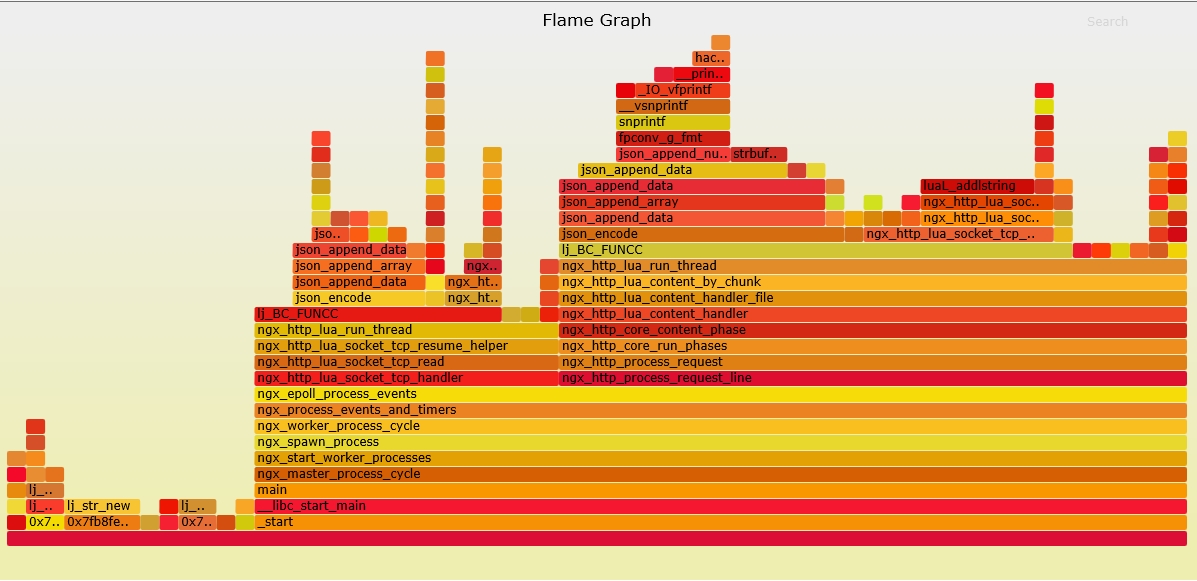 Flame Graph
Search
hac..
__prin..
_IO_vfprintf
__vsnprintf
snprintf
fpconv_g_fmt
json_append_nu.. strbuf..
json_append_data
json_append_data luaL_addlstring
json_append_array ngx_http_lua_soc..
json_append_data ngx_http_lua_soc..
jso.. json_encode ngx_http_lua_socket_tcp_..
json_append_data lj_BC_FUNCC
json_append_array ngx.. ngx_http_lua_run_thread
json_append_data ngx_ht.. ngx_http_lua_content_by_chunk
json_encode ngx_ht.. ngx_http_lua_content_handler_file
lj_BC_FUNCC ngx_http_lua_content_handler
ngx_http_lua_run_thread ngx_http_core_content_phase
ngx_http_lua_socket_tcp_resume_helper ngx_http_core_run_phases
ngx_http_lua_socket_tcp_read ngx_http_process_request
ngx_http_lua_socket_tcp_handler ngx_http_process_request_line
ngx_epoll_process_events
ngx_process_events_and_timers
ngx_worker_process_cycle
ngx_spawn_process
ngx_start_worker_processes
ngx_master_process_cycle
lj_.. main
lj_.. lj_str_new lj_.. __libc_start_main
0x7.. 0x7fb8fe.. 0x7.. _start